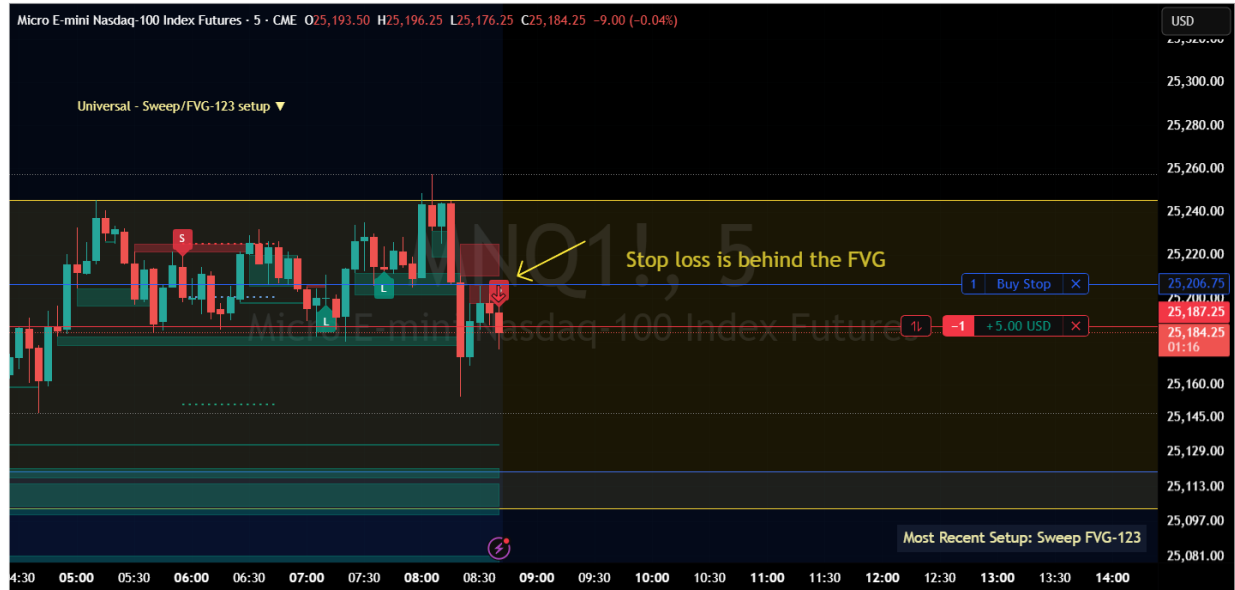 Micro E-mini Nasdaq-100 Index Futures · 5 · CME O25,193.50 H25,196.25 L25,176.25 C25,184.25 −9.00 (−0.04%)
USD
25,320.00
25,300.00
Universal - Sweep/FVG-123 setup ▼
25,280.00
25,260.00
25,240.00
S
MNQ1!, 5
Stop loss is behind the FVG
25,220.00
L
1 Buy Stop ✕
25,206.75
L
Micro E-mini Nasdaq-100 Index Futures
−1 +5.00 USD ✕
25,187.25
25,184.25
01:16
25,160.00
25,145.00
25,129.00
25,113.00
25,097.00
Most Recent Setup: Sweep FVG-123
25,081.00
4:30 05:00 05:30 06:00 06:30 07:00 07:30 08:00 08:30 09:00 09:30 10:00 10:30 11:00 11:30 12:00 12:30 13:00 13:30 14:00